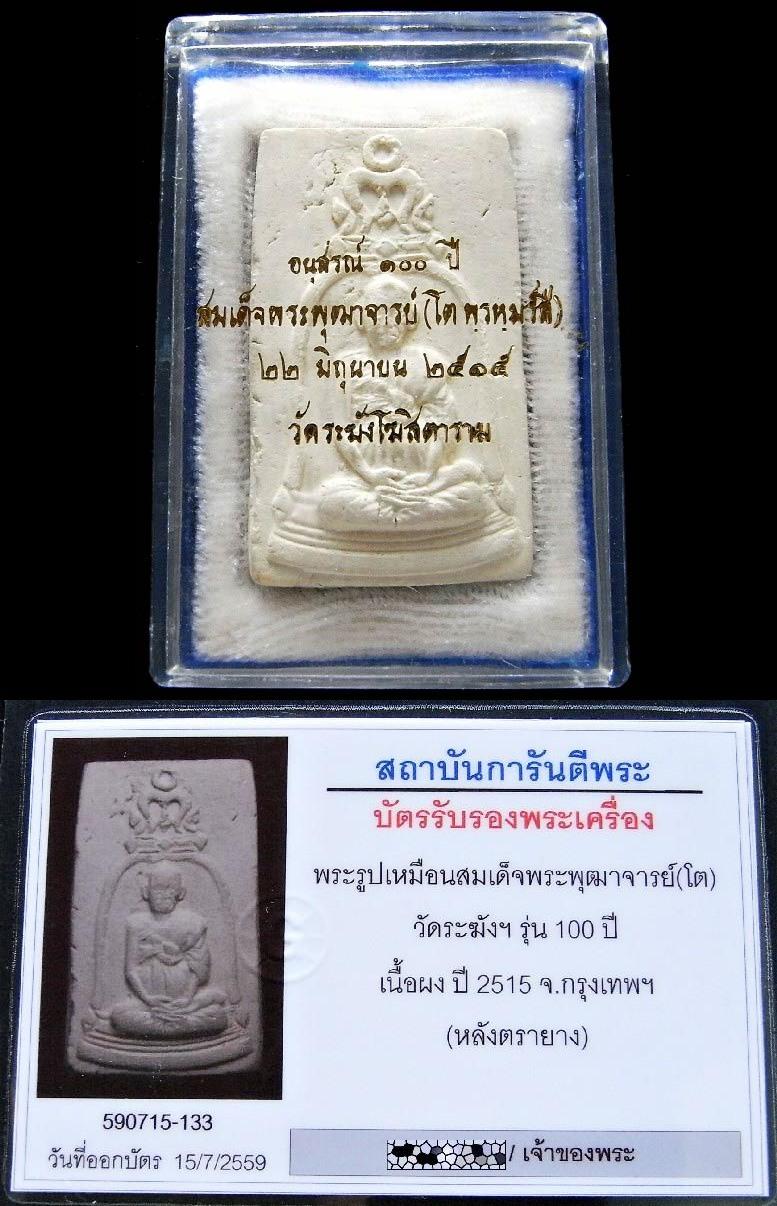 อนุสรณ์ ๑๐๐ ปี
สมเด็จพระพุฒาจารย์ (โต พฺรหฺมรํสี)
๒๒ มิถุนายน ๒๕๑๕
วัดระฆังโฆสิตาราม
สถาบันการันตีพระ
บัตรรับรองพระเครื่อง
พระรูปเหมือนสมเด็จพระพุฒาจารย์(โต)
วัดระฆังฯ รุ่น 100 ปี
เนื้อผง ปี 2515 จ.กรุงเทพฯ
(หลังตรายาง)
590715-133
วันที่ออกบัตร 15/7/2559
/ เจ้าของพระ